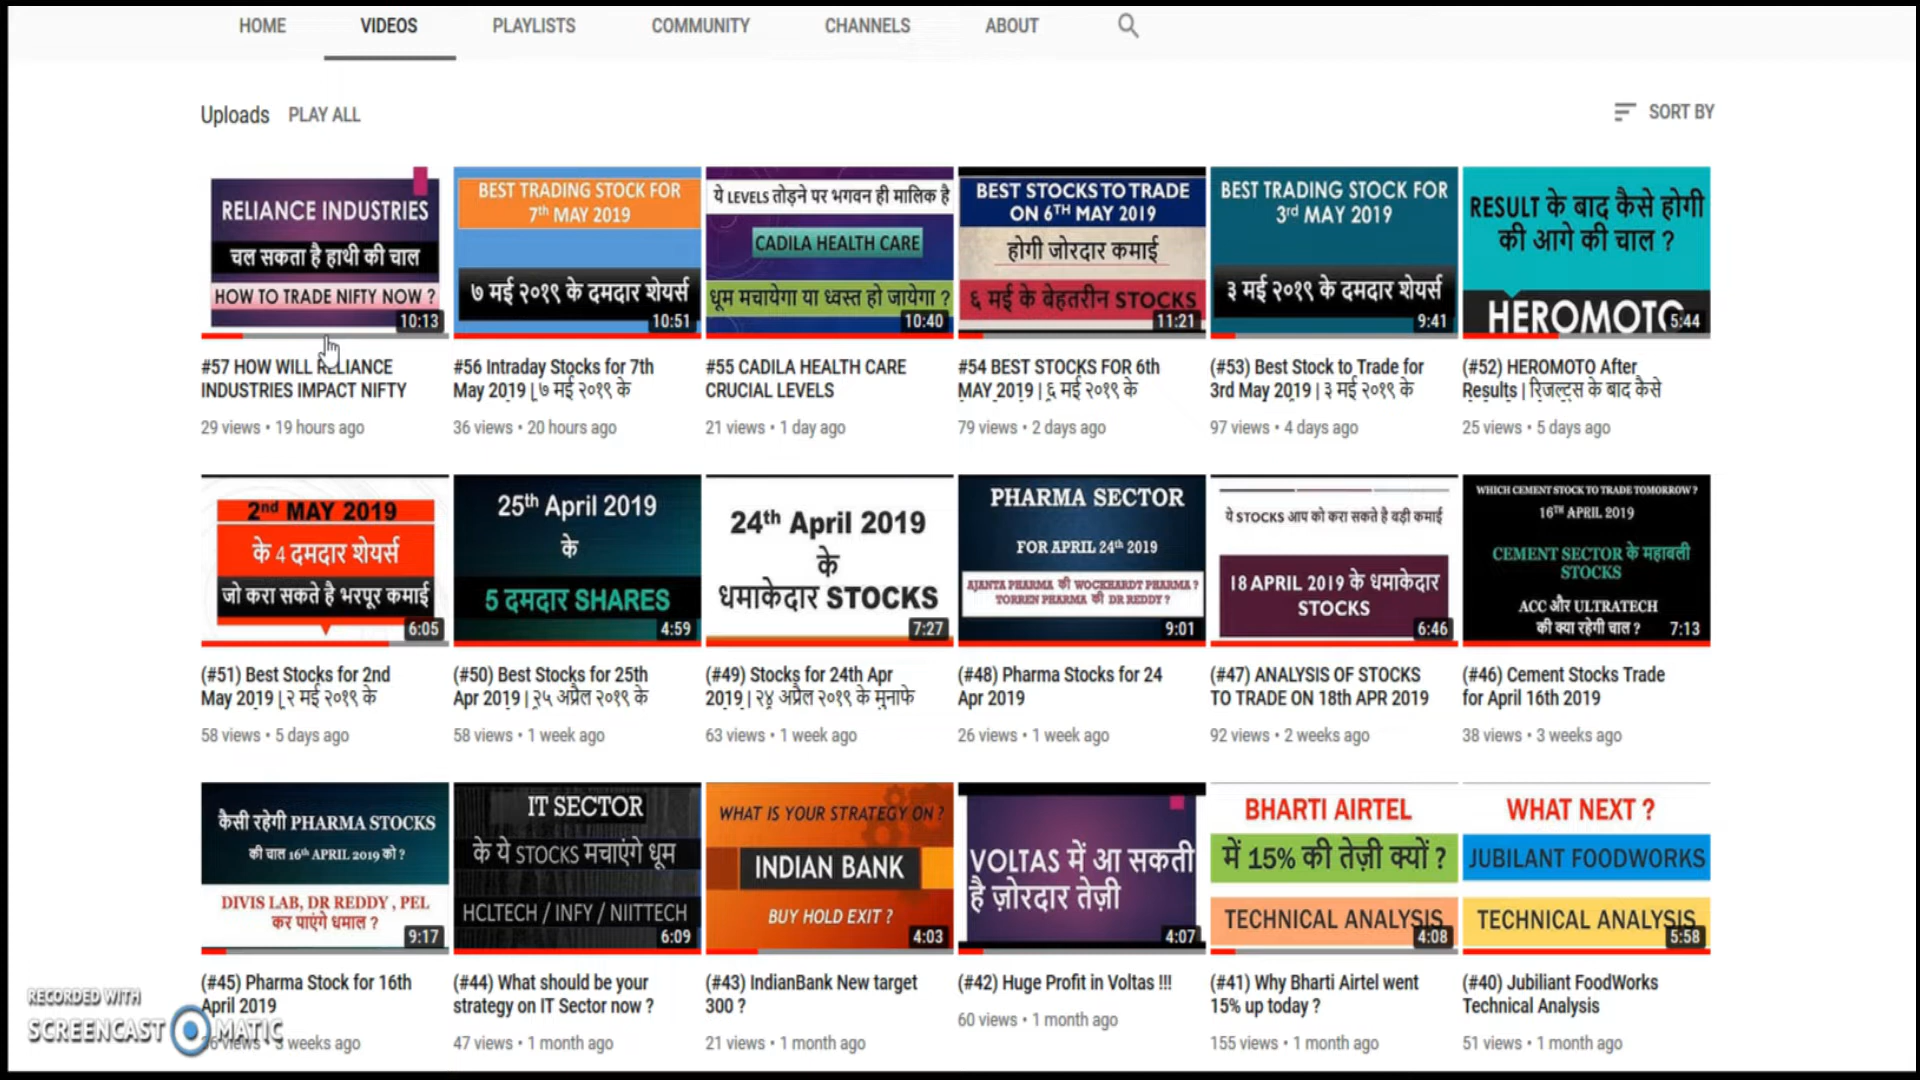 HOME VIDEOS PLAYLISTS COMMUNITY CHANNELS ABOUT
Uploads PLAY ALL SORT BY
RELIANCE INDUSTRIES
चल सकता है हाथी की चाल
HOW TO TRADE NIFTY NOW ?
10:13
#57 HOW WILL RELIANCE
INDUSTRIES IMPACT NIFTY
29 views • 19 hours ago
BEST TRADING STOCK FOR
7th MAY 2019
७ मई २०१९ के दमदार शेयर्स
10:51
#56 Intraday Stocks for 7th
May 2019 | ७ मई २०१९ के
36 views • 20 hours ago
ये LEVELS तोड़ने पर भगवन ही मालिक है
CADILA HEALTH CARE
धूम मचायेगा या ध्वस्त हो जायेगा ?
10:40
#55 CADILA HEALTH CARE
CRUCIAL LEVELS
21 views • 1 day ago
BEST STOCKS TO TRADE
ON 6TH MAY 2019
होगी जोरदार कमाई
६ मई के बेहतरीन STOCKS
11:21
#54 BEST STOCKS FOR 6th
MAY 2019 | ६ मई २०१९ के
79 views • 2 days ago
BEST TRADING STOCK FOR
3rd MAY 2019
३ मई २०१९ के दमदार शेयर्स
9:41
(#53) Best Stock to Trade for
3rd May 2019 | ३ मई २०१९ के
97 views • 4 days ago
RESULT के बाद कैसे होगी
की आगे की चाल ?
HEROMOTO
5:44
(#52) HEROMOTO After
Results | रिजल्ट्स के बाद कैसे
25 views • 5 days ago
2nd MAY 2019
के 4 दमदार शेयर्स
जो करा सकते है भरपूर कमाई
6:05
(#51) Best Stocks for 2nd
May 2019 | २ मई २०१९ के
58 views • 5 days ago
25th April 2019
के
5 दमदार SHARES
4:59
(#50) Best Stocks for 25th
Apr 2019 | २५ अप्रैल २०१९ के
58 views • 1 week ago
24th April 2019
के
धमाकेदार STOCKS
7:27
(#49) Stocks for 24th Apr
2019 | २४ अप्रैल २०१९ के मुनाफे
63 views • 1 week ago
PHARMA SECTOR
FOR APRIL 24th 2019
AJANTA PHARMA की WOCKHARDT PHARMA ?
TORREN PHARMA की DR REDDY ?
9:01
(#48) Pharma Stocks for 24
Apr 2019
26 views • 1 week ago
ये STOCKS आप को करा सकते है बड़ी कमाई
18 APRIL 2019 के धमाकेदार
STOCKS
6:46
(#47) ANALYSIS OF STOCKS
TO TRADE ON 18th APR 2019
92 views • 2 weeks ago
WHICH CEMENT STOCK TO TRADE TOMORROW ?
16TH APRIL 2019
CEMENT SECTOR के महाबली
STOCKS
ACC और ULTRATECH
की क्या रहेगी चाल ?
7:13
(#46) Cement Stocks Trade
for April 16th 2019
38 views • 3 weeks ago
कैसी रहेगी PHARMA STOCKS
की चाल 16th APRIL 2019 को ?
DIVIS LAB, DR REDDY , PEL
कर पाएंगे धमाल ?
9:17
(#45) Pharma Stock for 16th
April 2019
views • 3 weeks ago
IT SECTOR
के ये STOCKS मचाएंगे धूम
HCLTECH / INFY / NIITTECH
6:09
(#44) What should be your
strategy on IT Sector now ?
47 views • 1 month ago
WHAT IS YOUR STRATEGY ON ?
INDIAN BANK
BUY HOLD EXIT ?
4:03
(#43) IndianBank New target
300 ?
21 views • 1 month ago
VOLTAS में आ सकती
है ज़ोरदार तेज़ी
4:07
(#42) Huge Profit in Voltas !!!
60 views • 1 month ago
BHARTI AIRTEL
में 15% की तेज़ी क्यों ?
TECHNICAL ANALYSIS
4:08
(#41) Why Bharti Airtel went
15% up today ?
155 views • 1 month ago
WHAT NEXT ?
JUBILANT FOODWORKS
TECHNICAL ANALYSIS
5:58
(#40) Jubiliant FoodWorks
Technical Analysis
51 views • 1 month ago
RECORDED WITH
SCREENCAST MATIC